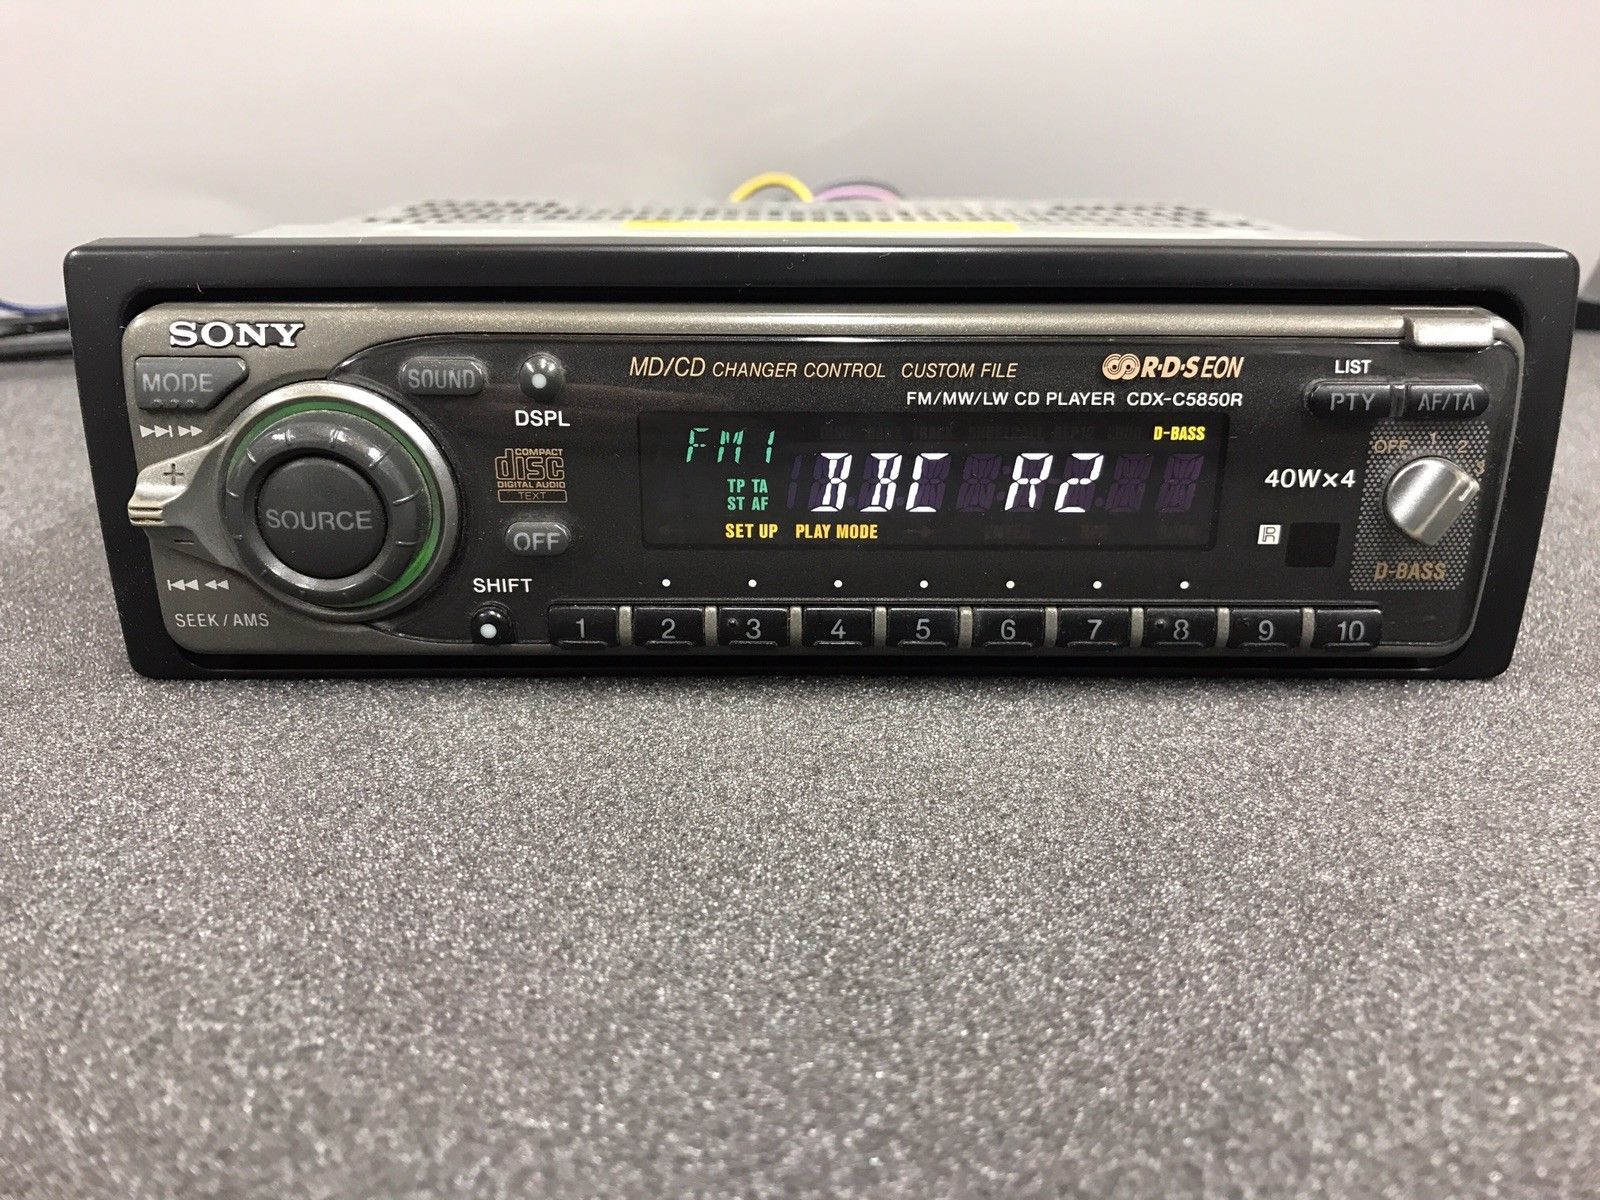 SONY
MODE
SOUND
DSPL
MD/CD CHANGER CONTROL CUSTOM FILE
R·D·S EON
FM/MW/LW CD PLAYER CDX-C5850R
LIST
PTY
AF/TA
COMPACT
disc
DIGITAL AUDIO
TEXT
FM1
D-BASS
TP TA
ST AF
BBC R2
SET UP PLAY MODE
40W×4
OFF 1 2 3
D-BASS
R
+
SOURCE
-
OFF
SEEK / AMS
SHIFT
1 2 3 4 5 6 7 8 9 10